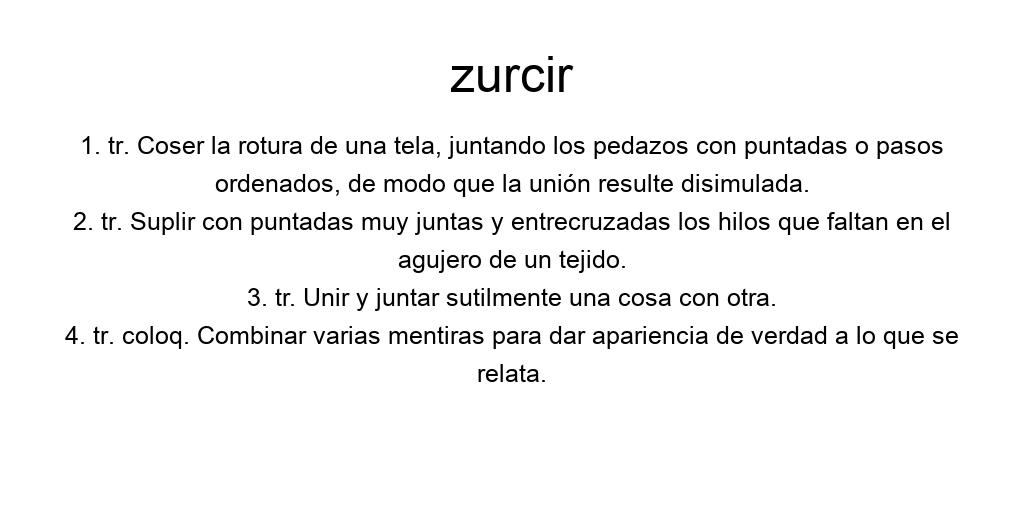 zurcir
1. tr. Coser la rotura de una tela, juntando los pedazos con puntadas o pasos
ordenados, de modo que la unión resulte disimulada.
2. tr. Suplir con puntadas muy juntas y entrecruzadas los hilos que faltan en el
agujero de un tejido.
3. tr. Unir y juntar sutilmente una cosa con otra.
4. tr. coloq. Combinar varias mentiras para dar apariencia de verdad a lo que se
relata.